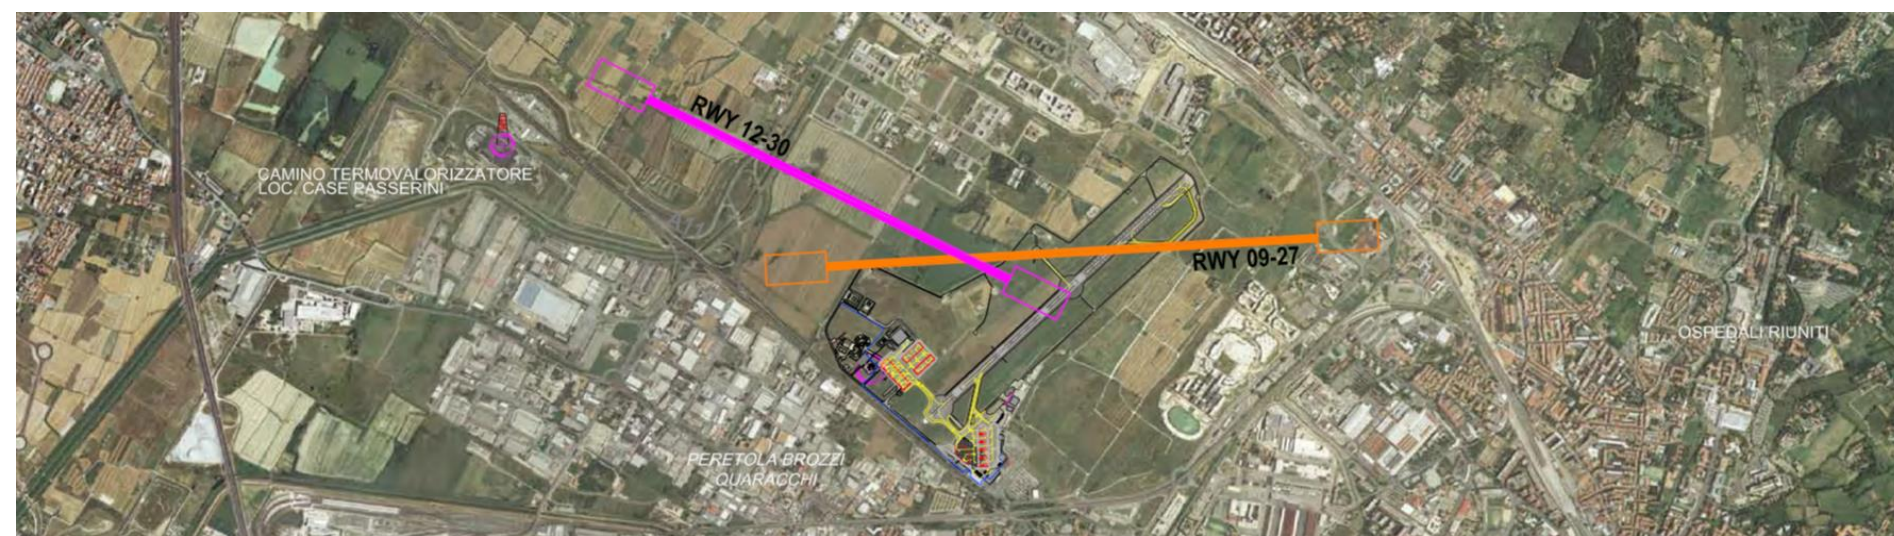 RWY 12-30
CAMINO TERMOVALORIZZATORE
LOC. CASE PASSERINI
RWY 09-27
OSPEDALI RIUNITI
PERETOLA BROZZI
QUARACCHI